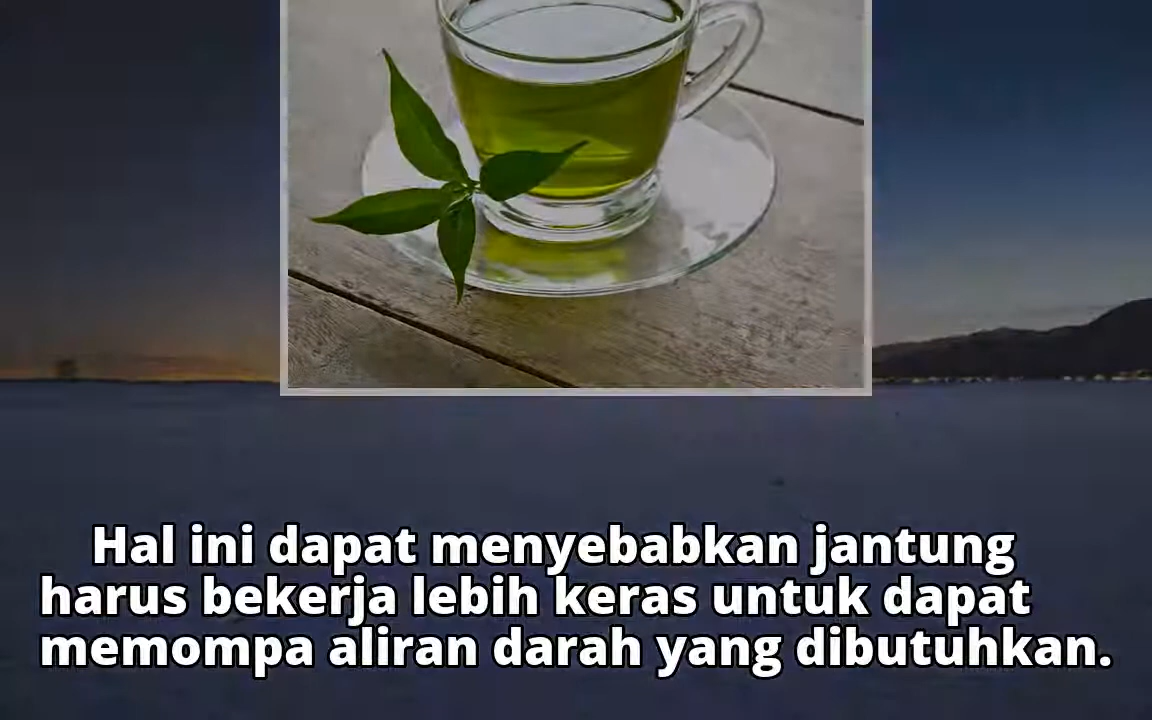 Hal ini dapat menyebabkan jantung
harus bekerja lebih keras untuk dapat
memompa aliran darah yang dibutuhkan.